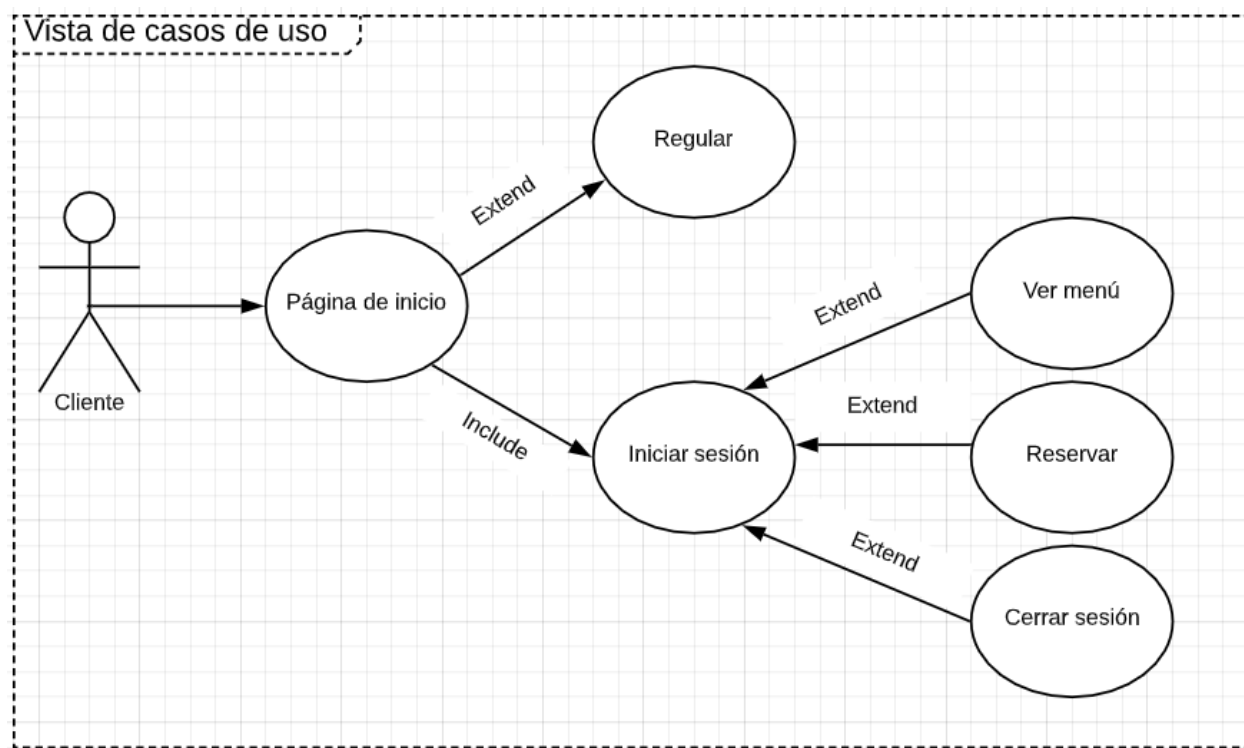 Vista de casos de uso
Regular
Extend
Página de inicio
Cliente
Include
Iniciar sesión
Extend
Ver menú
Extend
Reservar
Extend
Cerrar sesión